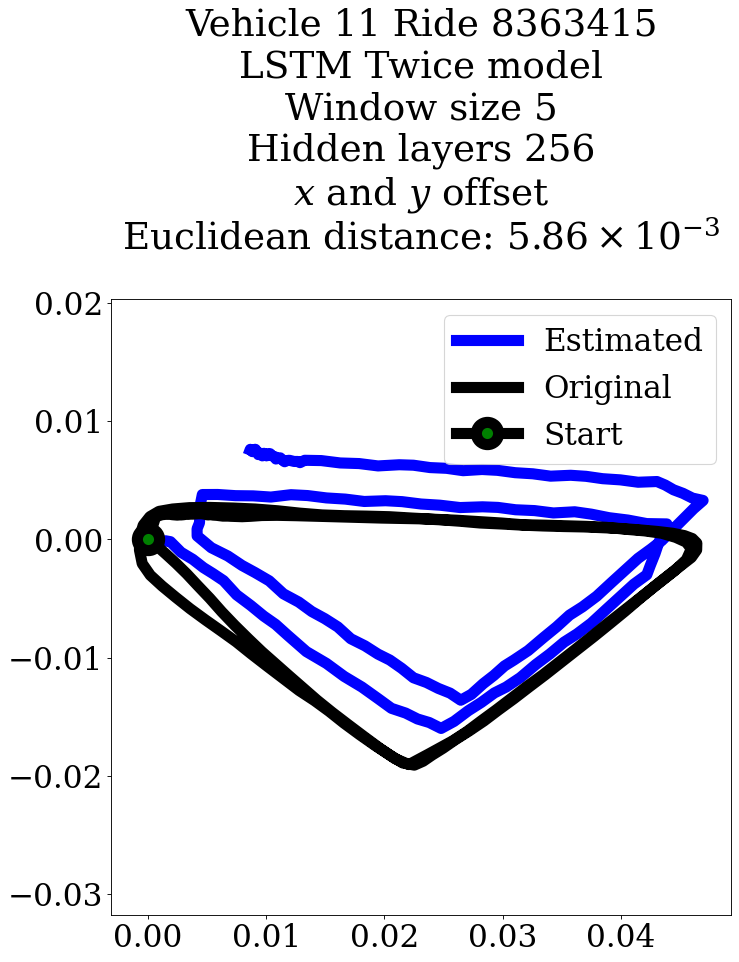 Vehicle 11 Ride 8363415
LSTM Twice model
Window size 5
Hidden layers 256
x and y offset
Euclidean distance: 5.86 × 10⁻³
0.02
0.01
0.00
−0.01
−0.02
−0.03
Estimated
Original
Start
0.00 0.01 0.02 0.03 0.04